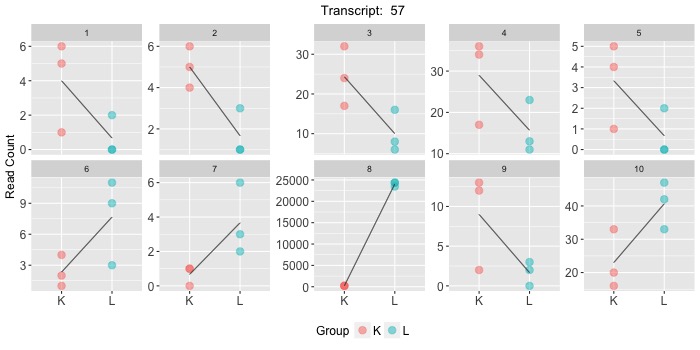 Transcript: 57
1 2 3 4 5
6 4 2 0
6 4 2
30 20 10
30 20 10
5 4 3 2 1 0
Read Count
6 7 8 9 10
9 6 3
6 4 2 0
25000 20000 15000 10000 5000 0
10 5 0
40 30 20
K L K L K L K L K L
Group K L